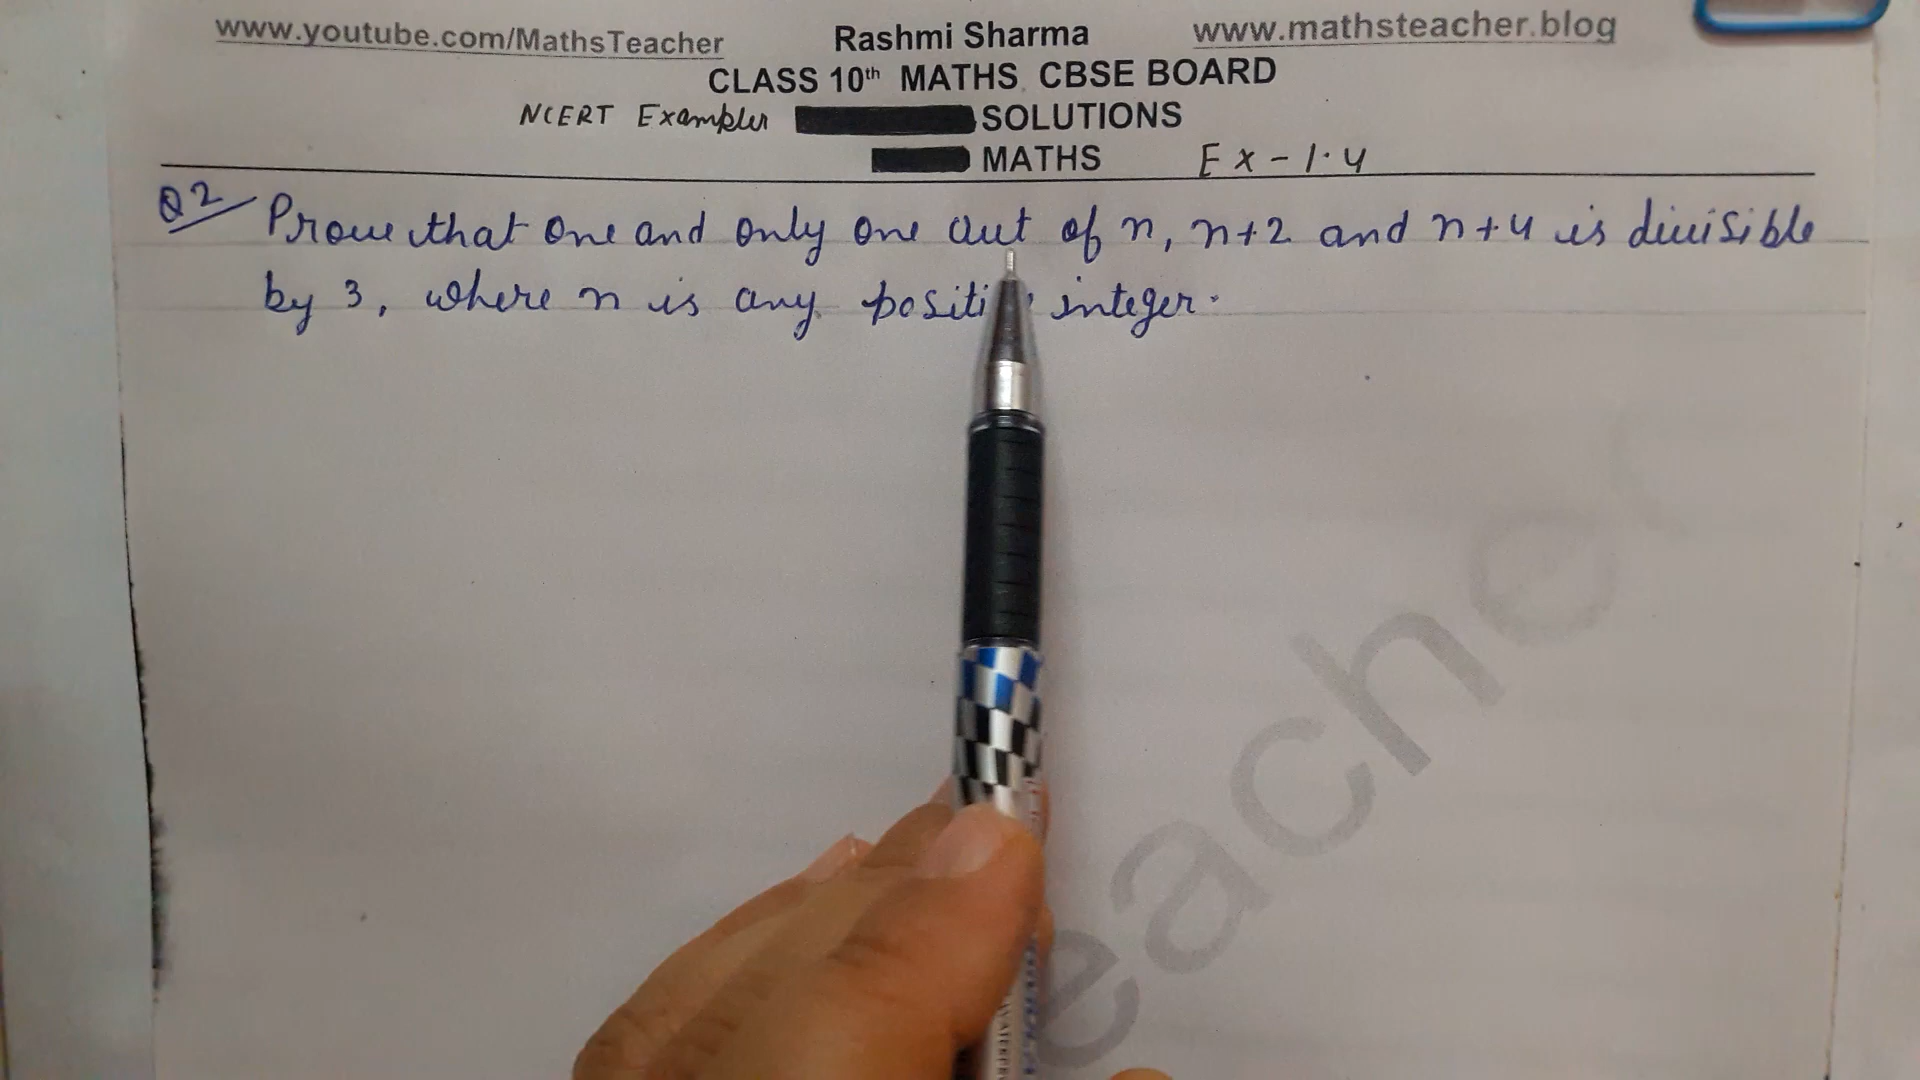 www.youtube.com/MathsTeacher Rashmi Sharma www.mathsteacher.blog
CLASS 10th MATHS CBSE BOARD
NCERT Exampler SOLUTIONS
MATHS Ex-1.4
Q2 Prove that one and only one out of n, n+2 and n+4 is divisible
by 3, where n is any positi integer.
eacher